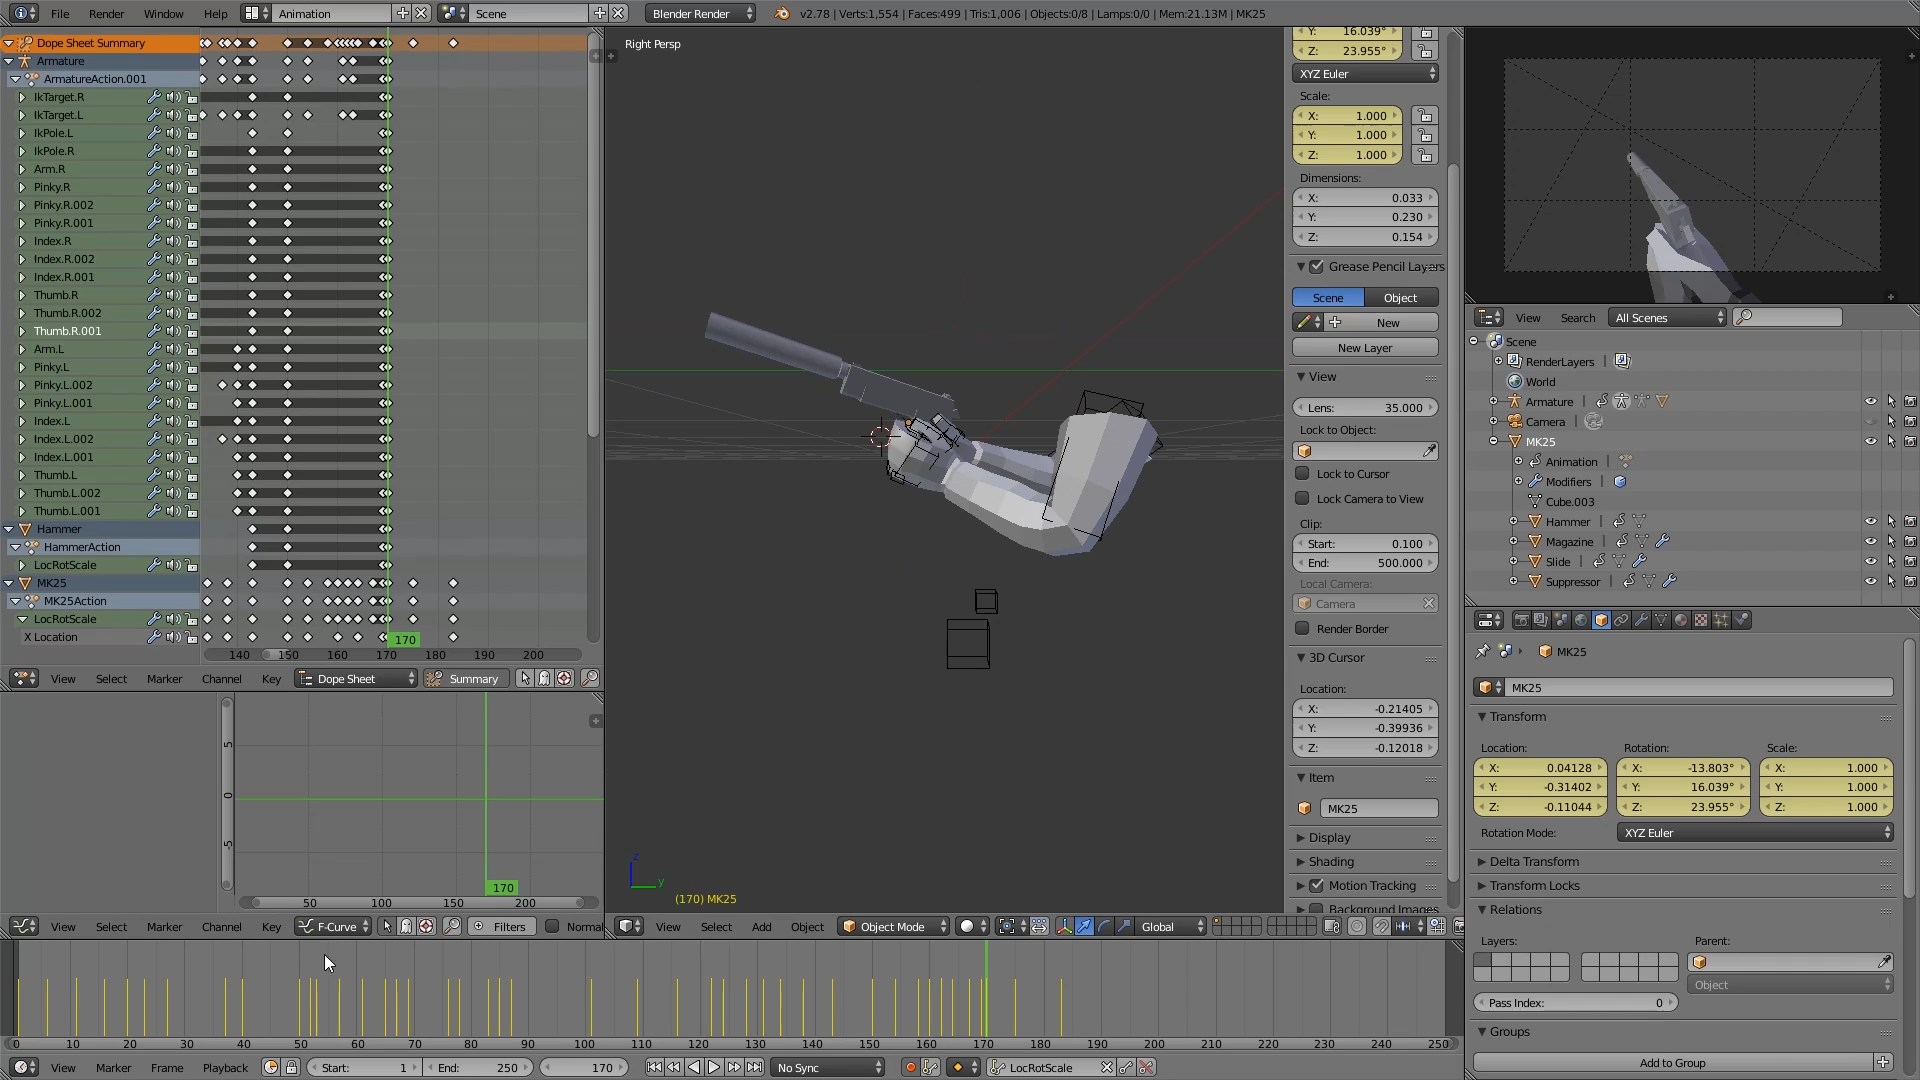 File Render Window Help Animation Scene Blender Render v2.78 | Verts:1,554 | Faces:499 | Tris:1,006 | Objects:0/8 | Lamps:0/0 | Mem:21.13M | MK25
Dope Sheet Summary
Armature
ArmatureAction.001
IkTarget.R
IkTarget.L
IkPole.L
IkPole.R
Arm.R
Pinky.R
Pinky.R.002
Pinky.R.001
Index.R
Index.R.002
Index.R.001
Thumb.R
Thumb.R.002
Thumb.R.001
Arm.L
Pinky.L
Pinky.L.002
Pinky.L.001
Index.L
Index.L.002
Index.L.001
Thumb.L
Thumb.L.002
Thumb.L.001
Hammer
HammerAction
LocRotScale
MK25
MK25Action
LocRotScale
X Location
170
140 150 160 170 180 190 200
View Select Marker Channel Key Dope Sheet Summary
5
0
-5
170
50 100 150 200
View Select Marker Channel Key F-Curve Filters Normal
Right Persp
z
y
(170) MK25
View Select Add Object Object Mode Global
Y: 16.039°
Z: 23.955°
XYZ Euler
Scale:
X: 1.000
Y: 1.000
Z: 1.000
Dimensions:
X: 0.033
Y: 0.230
Z: 0.154
Grease Pencil Layers
Scene Object
New
New Layer
View
Lens: 35.000
Lock to Object:
Lock to Cursor
Lock Camera to View
Clip:
Start: 0.100
End: 500.000
Local Camera:
Camera
Render Border
3D Cursor
Location:
X: -0.21405
Y: -0.39936
Z: -0.12018
Item
MK25
Display
Shading
Motion Tracking
Background Images
View Search All Scenes
Scene
RenderLayers
World
Armature
Camera
MK25
Animation
Modifiers
Cube.003
Hammer
Magazine
Slide
Suppressor
MK25
MK25
Transform
Location: Rotation: Scale:
X: 0.04128 X: -13.803° X: 1.000
Y: -0.31402 Y: 16.039° Y: 1.000
Z: -0.11044 Z: 23.955° Z: 1.000
Rotation Mode: XYZ Euler
Delta Transform
Transform Locks
Relations
Layers: Parent:
Object
Pass Index: 0
Groups
Add to Group
0 10 20 30 40 50 60 70 80 90 100 110 120 130 140 150 160 170 180 190 200 210 220 230 240 250
View Marker Frame Playback Start: 1 End: 250 170 No Sync LocRotScale